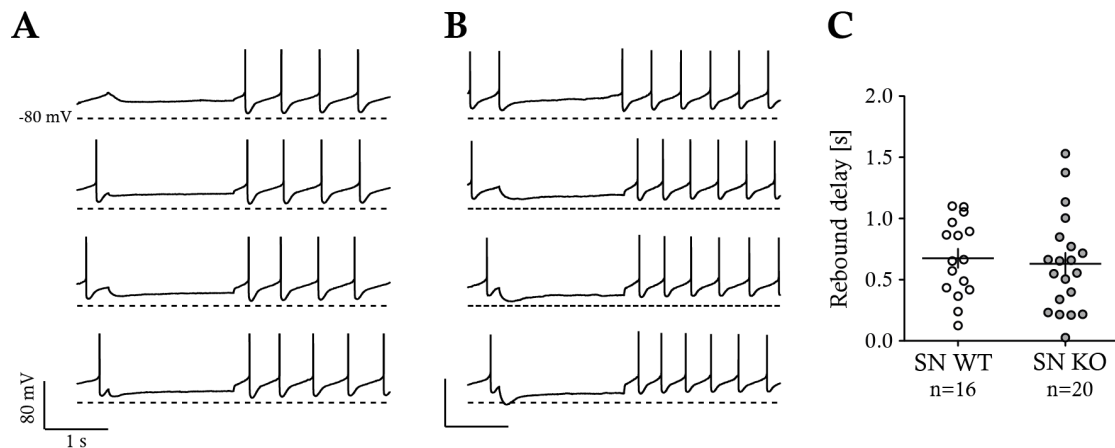 A
B
C
-80 mV
80 mV
1 s
Rebound delay [s]
2.0
1.5
1.0
0.5
0.0
SN WT
SN KO
n=16
n=20